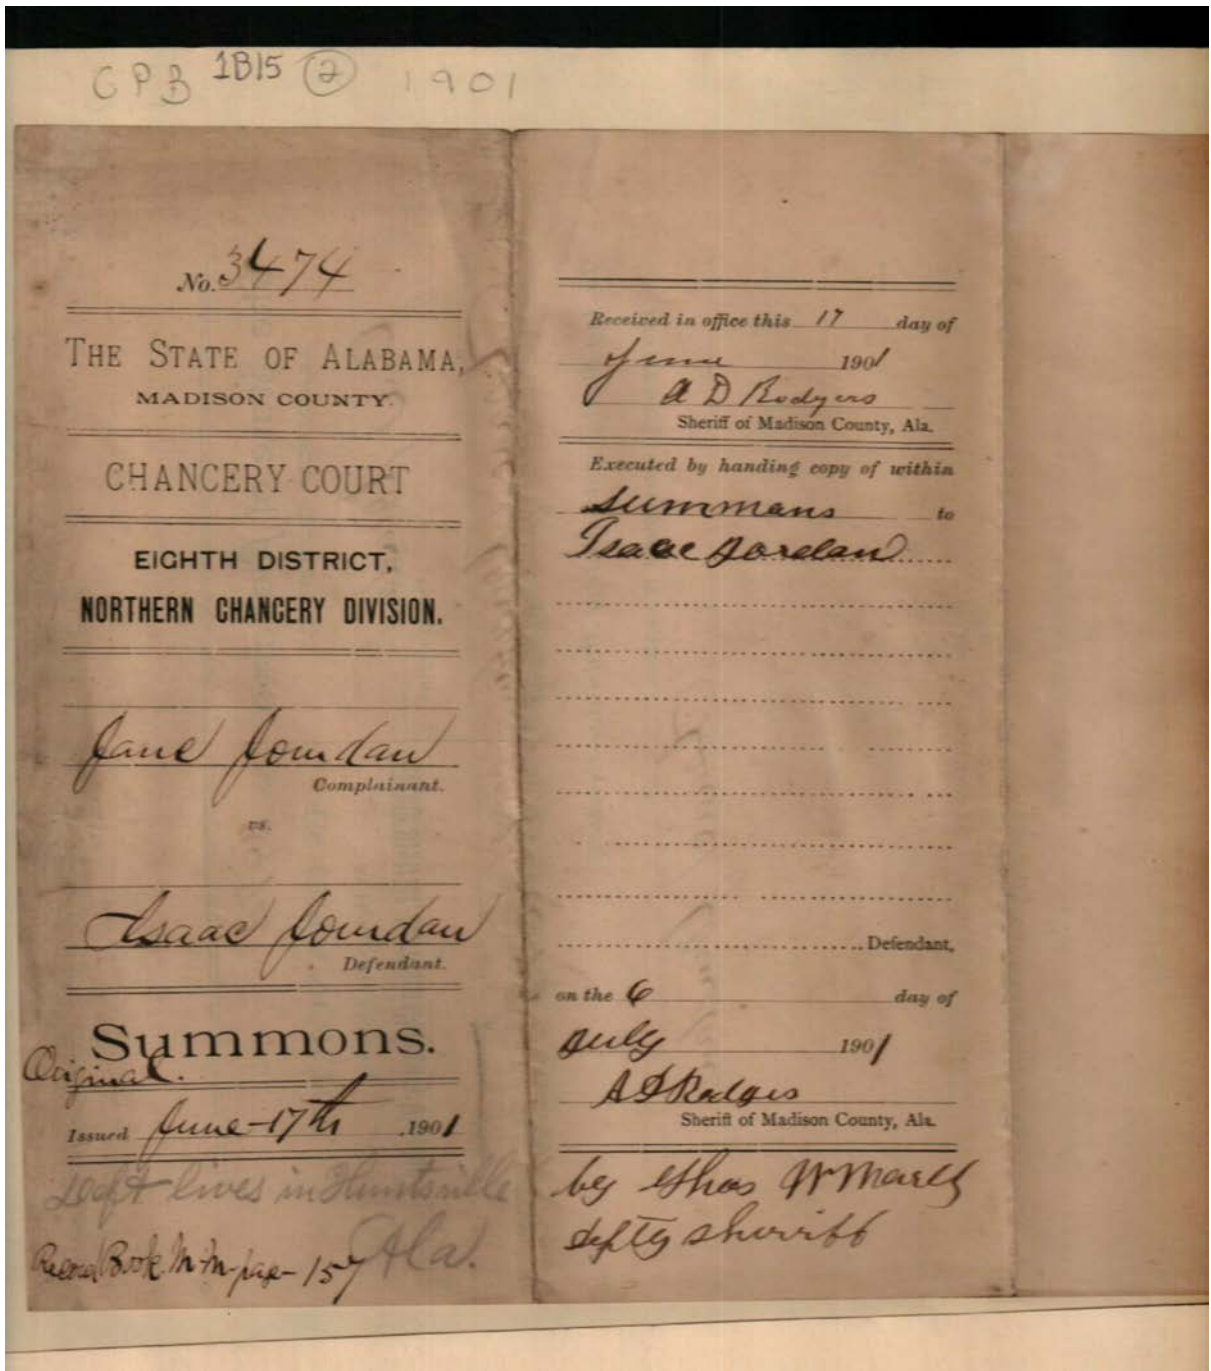 CPB 1B15 2 1901
No. 3474
THE STATE OF ALABAMA,
MADISON COUNTY.
CHANCERY COURT
EIGHTH DISTRICT,
NORTHERN CHANCERY DIVISION.
Jane Jourdan
Complainant.
vs.
Isaac Jourdan
Defendant.
Summons.
Original.
Issued June-17th 1901
Deft lives in Huntsville
Ala.
Record Book M-M-page-157
Received in office this 17 day of
June 1901
A D Rodgers
Sheriff of Madison County, Ala.
Executed by handing copy of within
summans to
Isaac Jordan
Defendant,
on the 6 day of
July 1901
A D Rodgers
Sheriff of Madison County, Ala.
by Thos W
depty sherriff